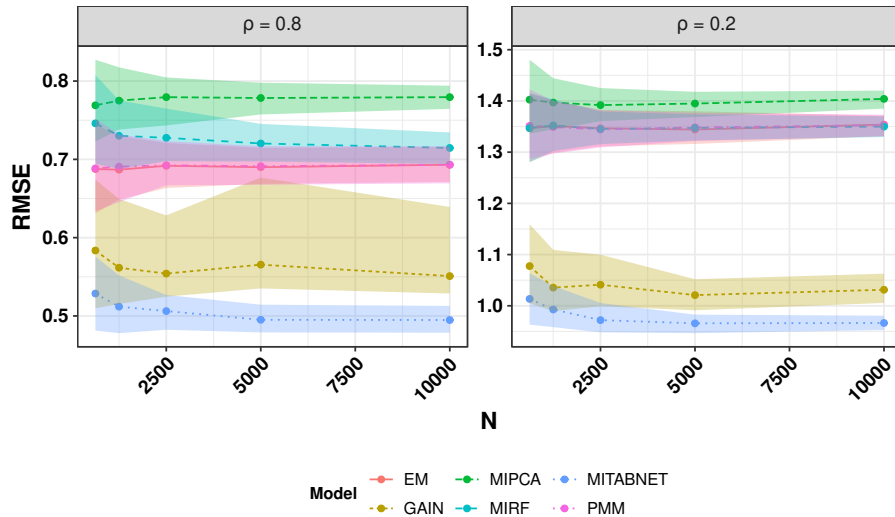 ρ = 0.8
ρ = 0.2
RMSE
0.8
0.7
0.6
0.5
1.5
1.4
1.3
1.2
1.1
1.0
2500
5000
7500
10000
2500
5000
7500
10000
N
Model
EM
MIPCA
MITABNET
GAIN
MIRF
PMM